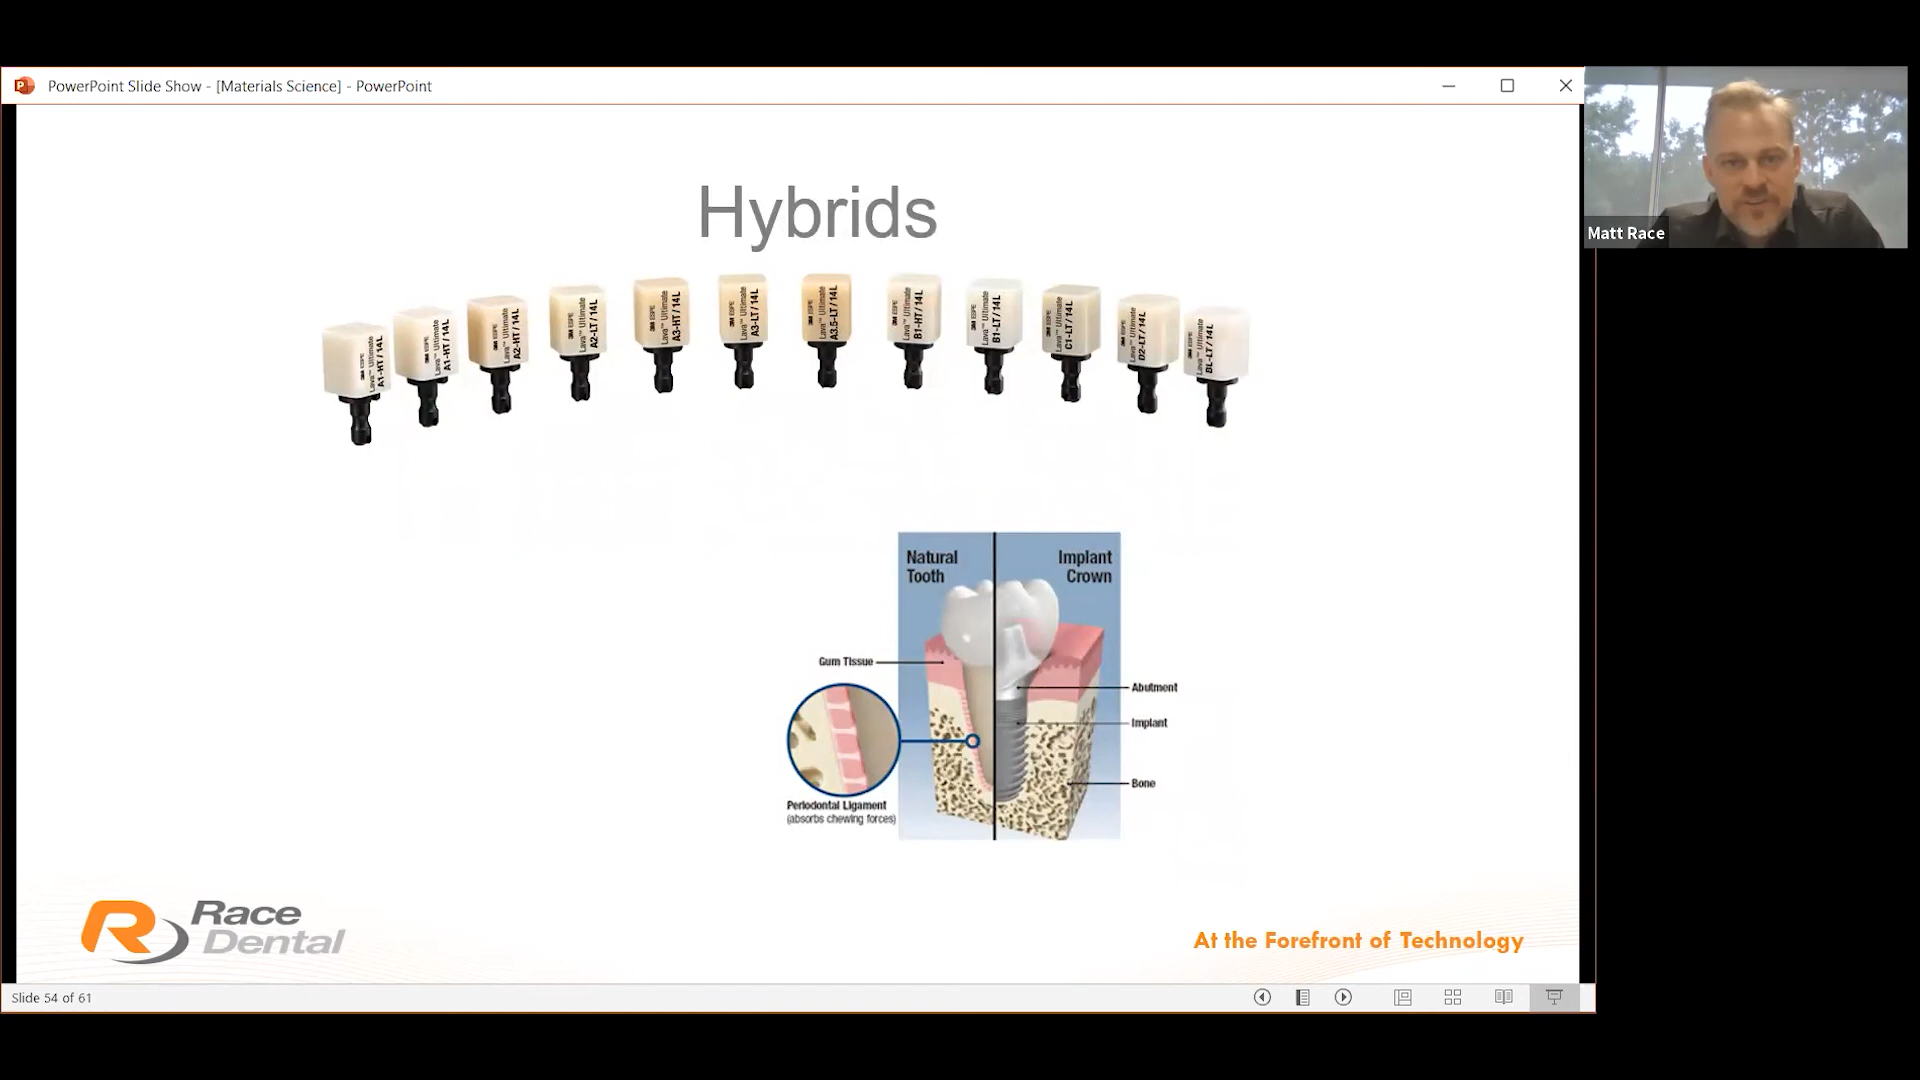 PowerPoint Slide Show - [Materials Science] - PowerPoint
Matt Race
Hybrids
3M ESPE
Lava™ Ultimate
A1-HT / 14L
3M ESPE
Lava™ Ultimate
A1-HT / 14L
3M ESPE
Lava™ Ultimate
A2-HT / 14L
3M ESPE
Lava™ Ultimate
A2-LT / 14L
3M ESPE
Lava™ Ultimate
A3-HT / 14L
3M ESPE
Lava™ Ultimate
A3-LT / 14L
3M ESPE
Lava™ Ultimate
A3.5-LT / 14L
3M ESPE
Lava™ Ultimate
B1-HT / 14L
3M ESPE
Lava™ Ultimate
B1-LT / 14L
3M ESPE
Lava™ Ultimate
C1-LT / 14L
3M ESPE
Lava™ Ultimate
D2-LT / 14L
3M ESPE
Lava™ Ultimate
BL-LT / 14L
Natural
Tooth
Implant
Crown
Gum Tissue
Abutment
Implant
Bone
Periodontal Ligament
(absorbs chewing forces)
Race
Dental
At the Forefront of Technology
Slide 54 of 61